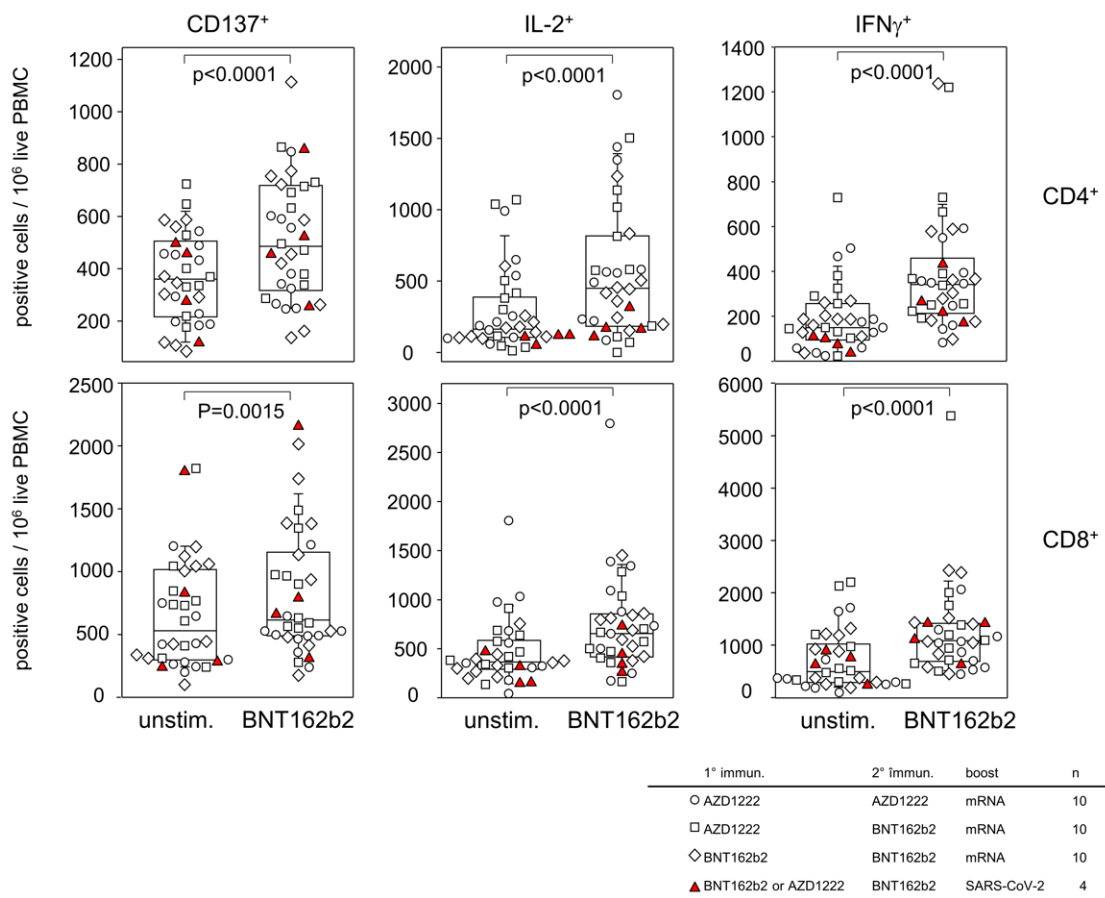 CD137⁺ IL-2⁺ IFNγ⁺
positive cells / 10⁶ live PBMC
1200
1000
800
600
400
200
p<0.0001
2000
1500
1000
500
0
p<0.0001
1400
1200
1000
800
600
400
200
0
p<0.0001
CD4⁺
positive cells / 10⁶ live PBMC
2500
2000
1500
1000
500
0
P=0.0015
3000
2500
2000
1500
1000
500
0
p<0.0001
6000
5000
4000
3000
2000
1000
0
p<0.0001
CD8⁺
unstim. BNT162b2 unstim. BNT162b2 unstim. BNT162b2
1° immun. 2° îmmun. boost n
AZD1222 AZD1222 mRNA 10
AZD1222 BNT162b2 mRNA 10
BNT162b2 BNT162b2 mRNA 10
BNT162b2 or AZD1222 BNT162b2 SARS-CoV-2 4